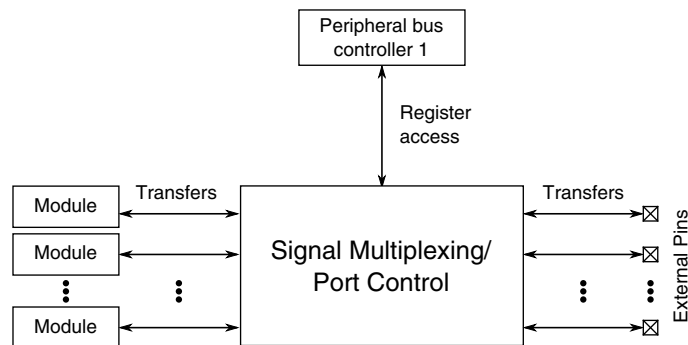 Peripheral bus
controller 1
Register
access
Transfers
Transfers
Module
Module
Module
Signal Multiplexing/
Port Control
External Pins